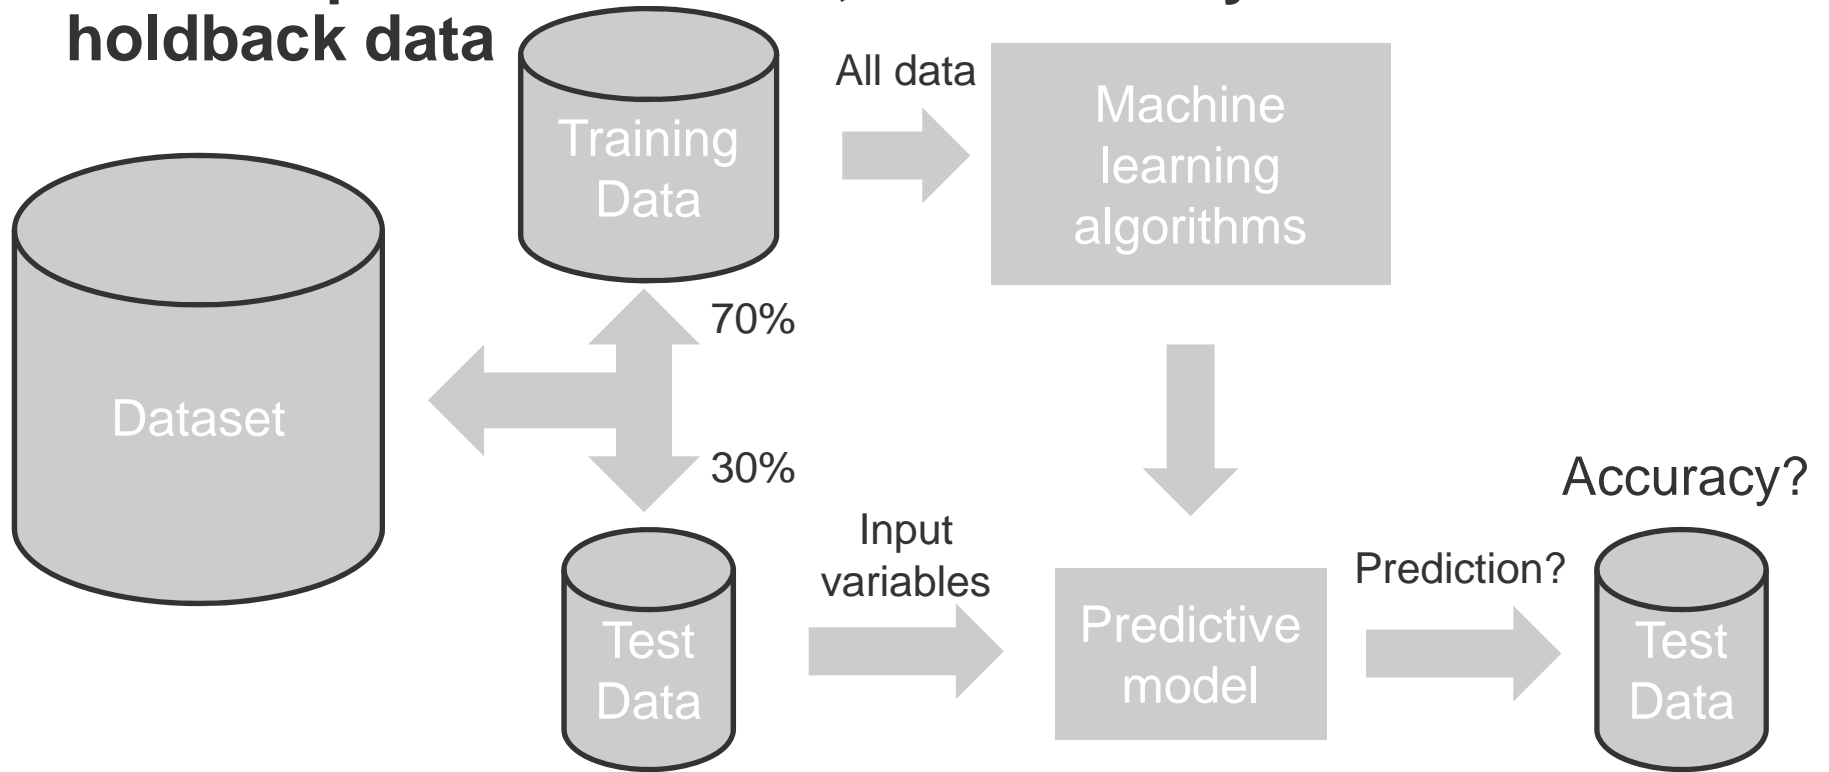 holdback data
All data
Training
Data
Machine
learning
algorithms
70%
Dataset
30%
Accuracy?
Input
variables
Prediction?
Test
Data
Predictive
model
Test
Data